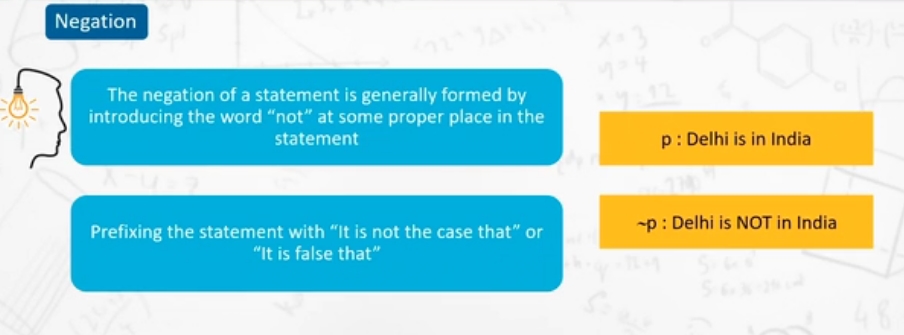 Negation
The negation of a statement is generally formed by
introducing the word “not” at some proper place in the
statement
p : Delhi is in India
Prefixing the statement with “It is not the case that” or
“It is false that”
~p : Delhi is NOT in India
x = 3
y = 4